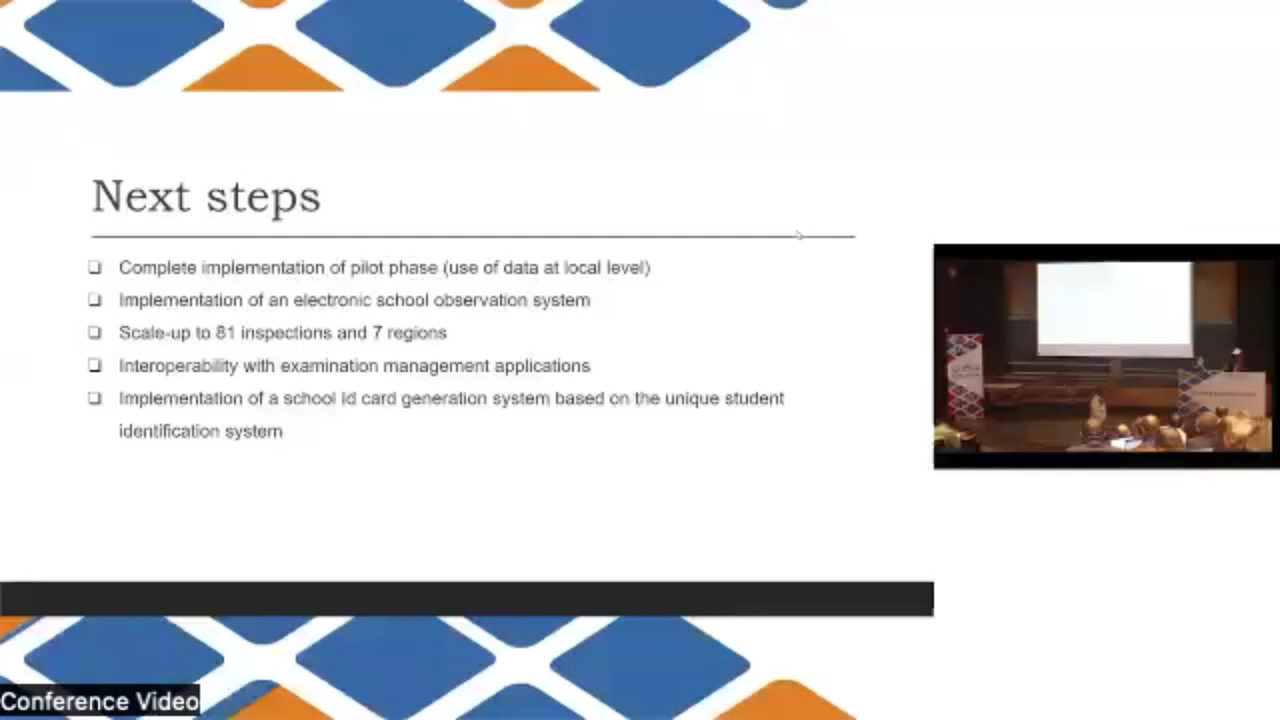 Next steps
Complete implementation of pilot phase (use of data at local level)
Implementation of an electronic school observation system
Scale-up to 81 inspections and 7 regions
Interoperability with examination management applications
Implementation of a school Id card generation system based on the unique student
identification system
Conference Video